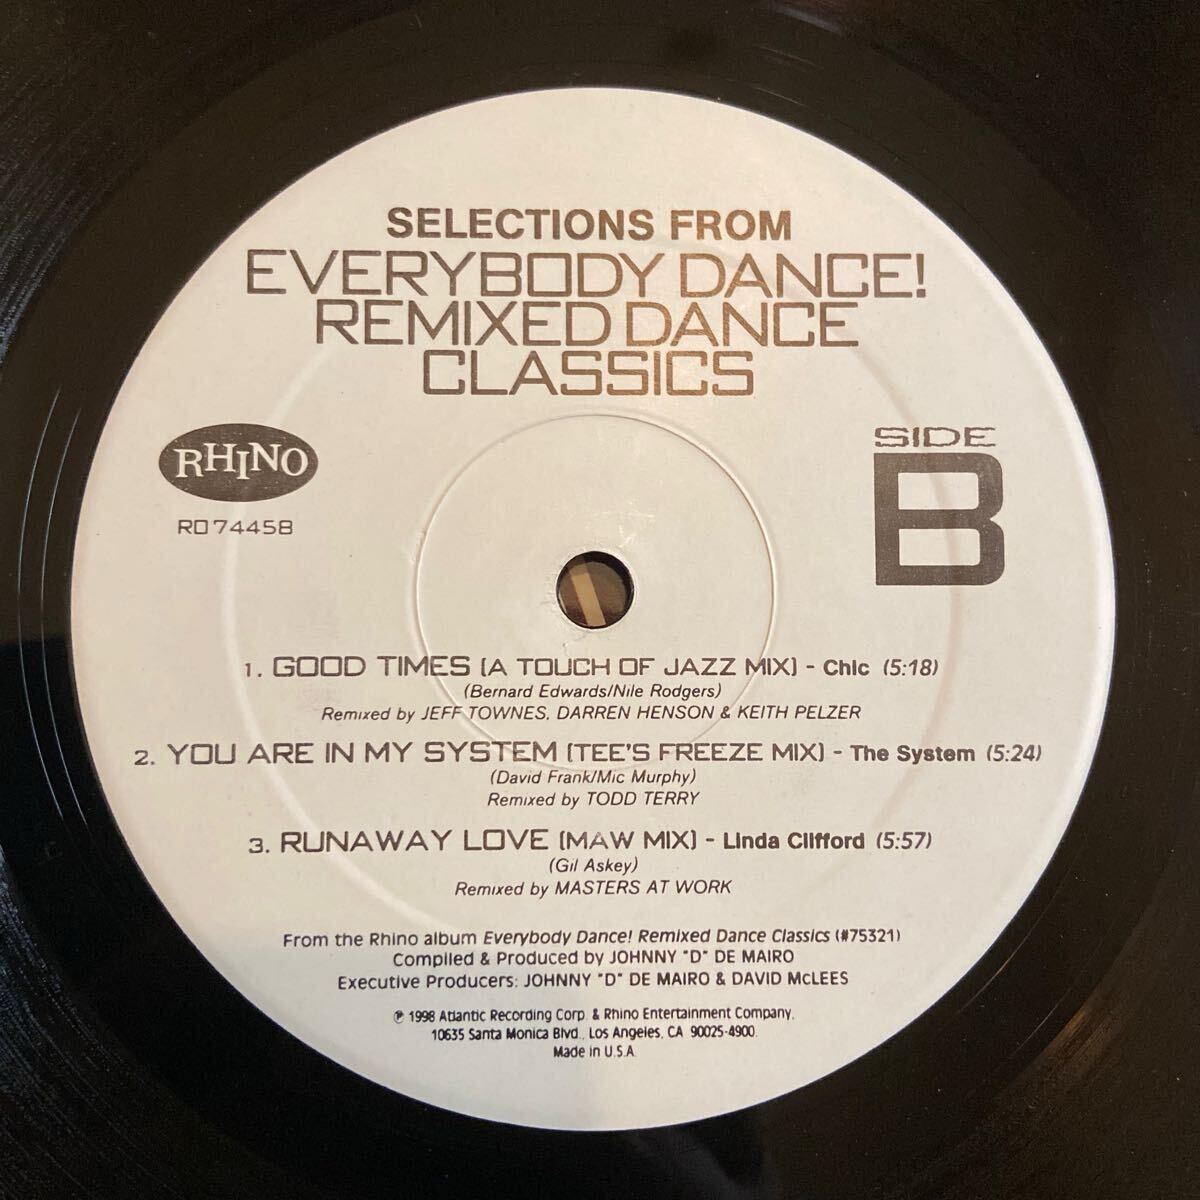 SELECTIONS FROM
EVERYBODY DANCE!
REMIXED DANCE
CLASSICS
RHINO
RO 74458
SIDE
B
1. GOOD TIMES (A TOUCH OF JAZZ MIX) - Chic (5:18)
(Bernard Edwards/Nile Rodgers)
Remixed by JEFF TOWNES, DARREN HENSON & KEITH PELZER
2. YOU ARE IN MY SYSTEM (TEE'S FREEZE MIX) - The System (5:24)
(David Frank/Mic Murphy)
Remixed by TODD TERRY
3. RUNAWAY LOVE (MAW MIX) - Linda Clifford (5:57)
(Gil Askey)
Remixed by MASTERS AT WORK
From the Rhino album Everybody Dance! Remixed Dance Classics (#75321)
Compiled & Produced by JOHNNY "D" DE MAIRO
Executive Producers: JOHNNY "D" DE MAIRO & DAVID McLEES
℗ 1998 Atlantic Recording Corp. & Rhino Entertainment Company,
10635 Santa Monica Blvd., Los Angeles, CA 90025-4900.
Made in U.S.A.